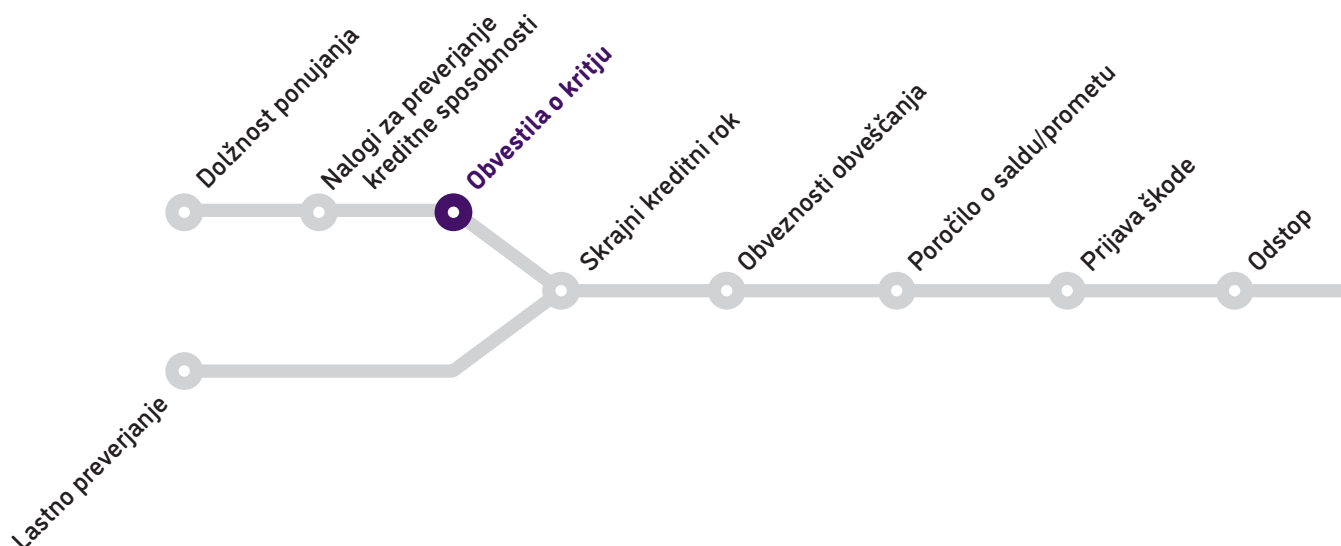 Dolžnost ponujanja
Nalogi za preverjanje
kreditne sposobnosti
Obvestila o kritju
Skrajni kreditni rok
Obveznosti obveščanja
Poročilo o saldu/prometu
Prijava škode
Odstop
Lastno preverjanje